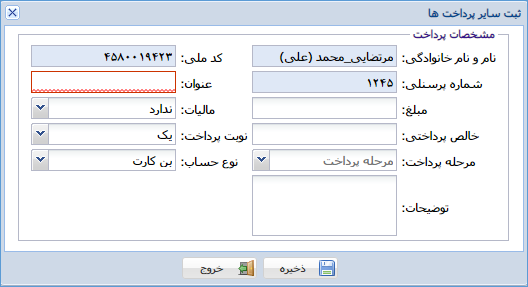 ثبت سایر پرداخت ها
مشخصات پرداخت
نام و نام خانوادگی: مرتضایی_محمد (علی) کد ملی: ۴۵۸۰۰۱۹۴۲۳
شماره پرسنلی: ۱۲۴۵ عنوان:
مبلغ: مالیات: ندارد
خالص پرداختی: نوبت پرداخت: یک
مرحله پرداخت: مرحله پرداخت نوع حساب: بن کارت
توضیحات:
ذخیره خروج